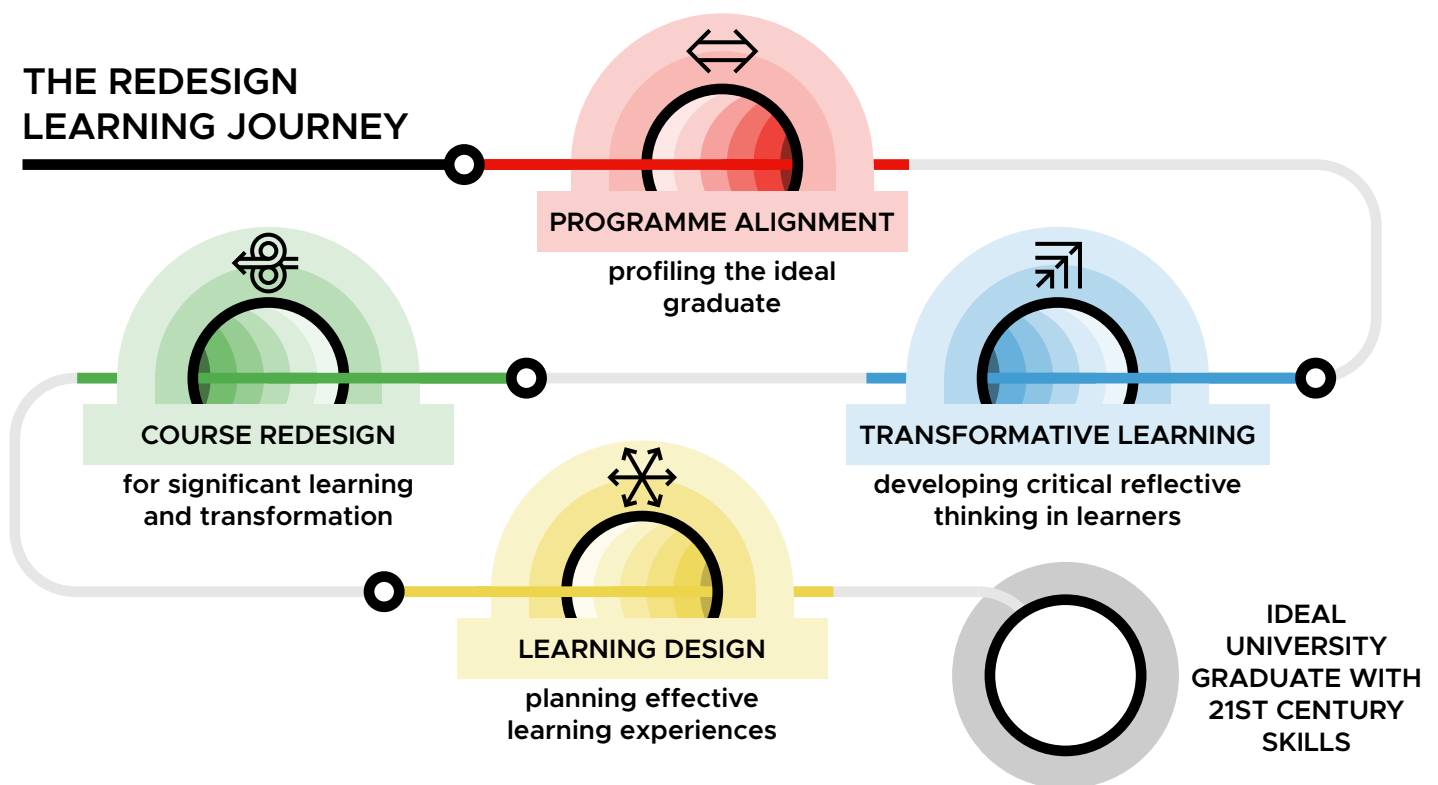 THE REDESIGN
LEARNING JOURNEY
PROGRAMME ALIGNMENT
profiling the ideal
graduate
TRANSFORMATIVE LEARNING
developing critical reflective
thinking in learners
COURSE REDESIGN
for significant learning
and transformation
LEARNING DESIGN
planning effective
learning experiences
IDEAL
UNIVERSITY
GRADUATE WITH
21ST CENTURY
SKILLS